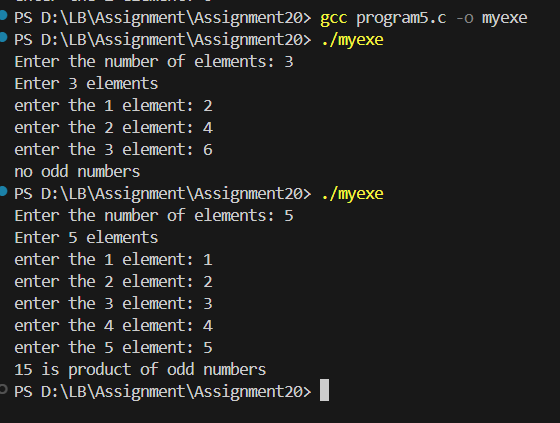 PS D:\LB\Assignment\Assignment20> gcc program5.c -o myexe
PS D:\LB\Assignment\Assignment20> ./myexe
Enter the number of elements: 3
Enter 3 elements
enter the 1 element: 2
enter the 2 element: 4
enter the 3 element: 6
no odd numbers
PS D:\LB\Assignment\Assignment20> ./myexe
Enter the number of elements: 5
Enter 5 elements
enter the 1 element: 1
enter the 2 element: 2
enter the 3 element: 3
enter the 4 element: 4
enter the 5 element: 5
15 is product of odd numbers
PS D:\LB\Assignment\Assignment20>